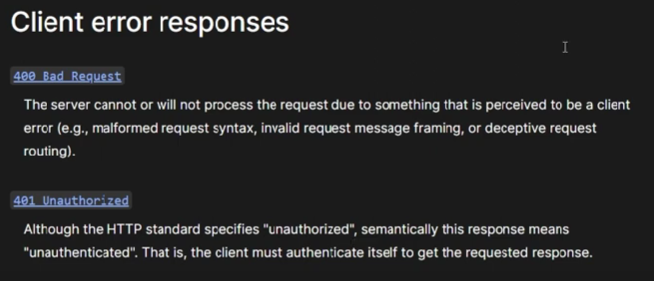 Client error responses
400 Bad Request
The server cannot or will not process the request due to something that is perceived to be a client
error (e.g., malformed request syntax, invalid request message framing, or deceptive request
routing).
401 Unauthorized
Although the HTTP standard specifies "unauthorized", semantically this response means
"unauthenticated". That is, the client must authenticate itself to get the requested response.